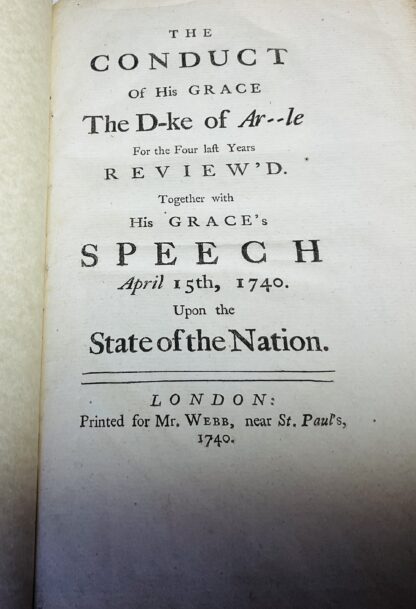 THE
CONDUCT
Of His GRACE
The D-ke of Ar--le
For the Four laſt Years
REVIEW'D.
Together with
His GRACE's
SPEECH
April 15th, 1740.
Upon the
State of the Nation.
LONDON:
Printed for Mr. WEBB, near St. Paul's,
1740.